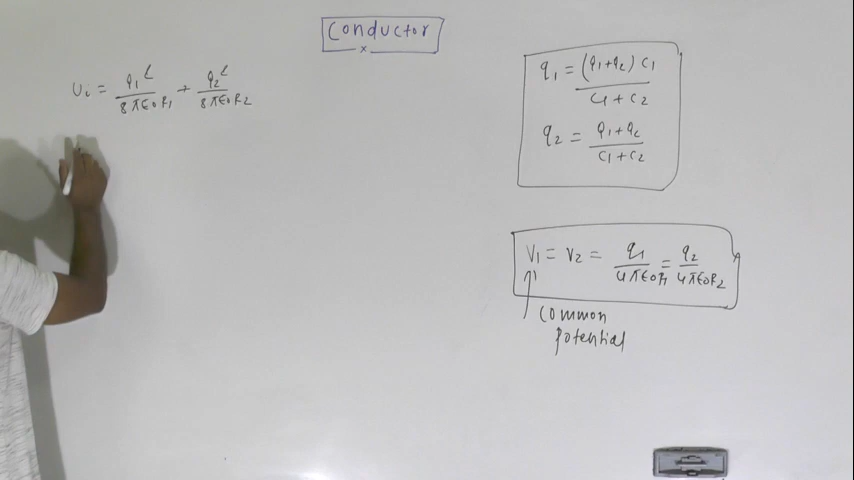 Conductor
x
Ui = q1² / 8πε0R1 + q2² / 8πε0R2
q1 = (q1+q2) C1 / C1 + C2
q2 = q1+q2 / C1 + C2
V1 = V2 = q1 / 4πε0R1 = q2 / 4πε0R2
Common
Potential